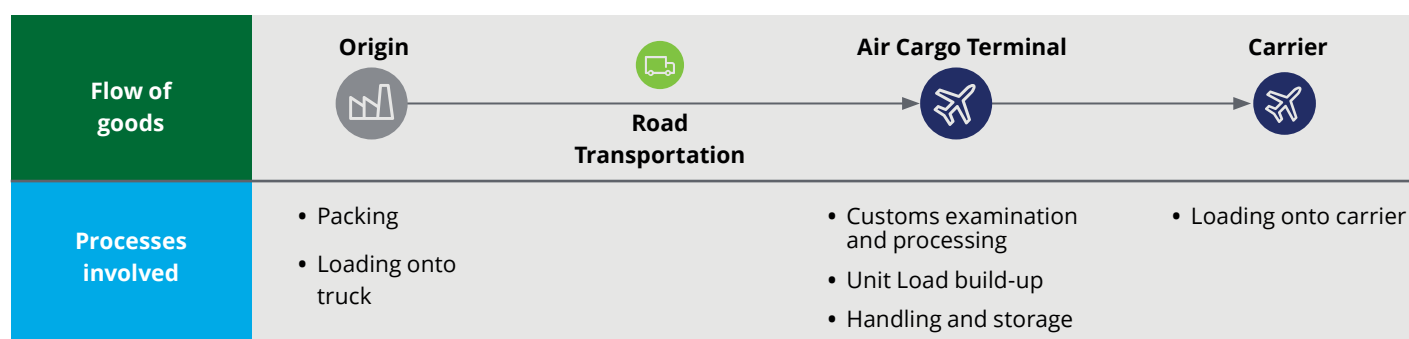 Flow of
goods
Origin
Road
Transportation
Air Cargo Terminal
Carrier
Processes
involved
• Packing
• Loading onto
truck
• Customs examination
and processing
• Unit Load build-up
• Handling and storage
• Loading onto carrier